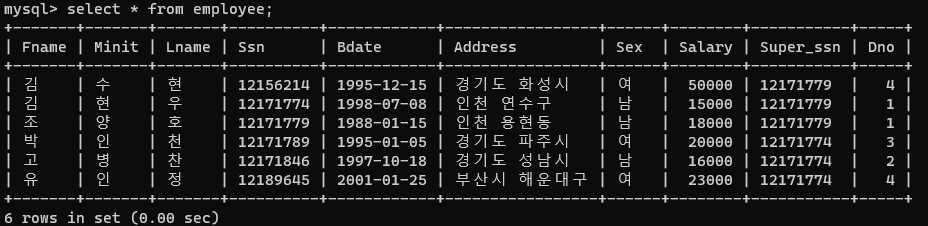 mysql> select * from employee;
+-------+-------+-------+----------+------------+-----------------+------+--------+-----------+-----+
| Fname | Minit | Lname | Ssn      | Bdate      | Address         | Sex  | Salary | Super_ssn | Dno |
+-------+-------+-------+----------+------------+-----------------+------+--------+-----------+-----+
| 김 | 수 | 현 | 12156214 | 1995-12-15 | 경기도 화성시 | 여 | 50000 | 12171779 | 4 |
| 김 | 현 | 우 | 12171774 | 1998-07-08 | 인천 연수구 | 남 | 15000 | 12171779 | 1 |
| 조 | 양 | 호 | 12171779 | 1988-01-15 | 인천 용현동 | 남 | 18000 | 12171779 | 1 |
| 박 | 인 | 천 | 12171789 | 1995-01-05 | 경기도 파주시 | 여 | 20000 | 12171774 | 3 |
| 고 | 병 | 찬 | 12171846 | 1997-10-18 | 경기도 성남시 | 남 | 16000 | 12171774 | 2 |
| 유 | 인 | 정 | 12189645 | 2001-01-25 | 부산시 해운대구 | 여 | 23000 | 12171774 | 4 |
+-------+-------+-------+----------+------------+-----------------+------+--------+-----------+-----+
6 rows in set (0.00 sec)